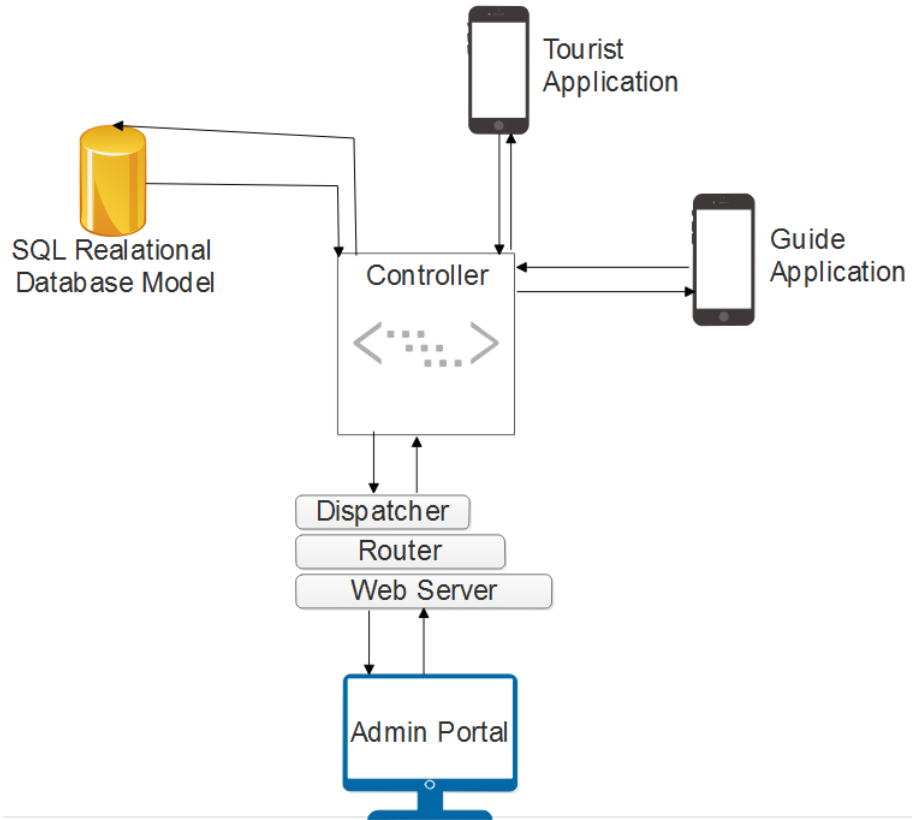 Tourist
Application
SQL Realational
Database Model
Guide
Application
Controller
Dispatcher
Router
Web Server
Admin Portal